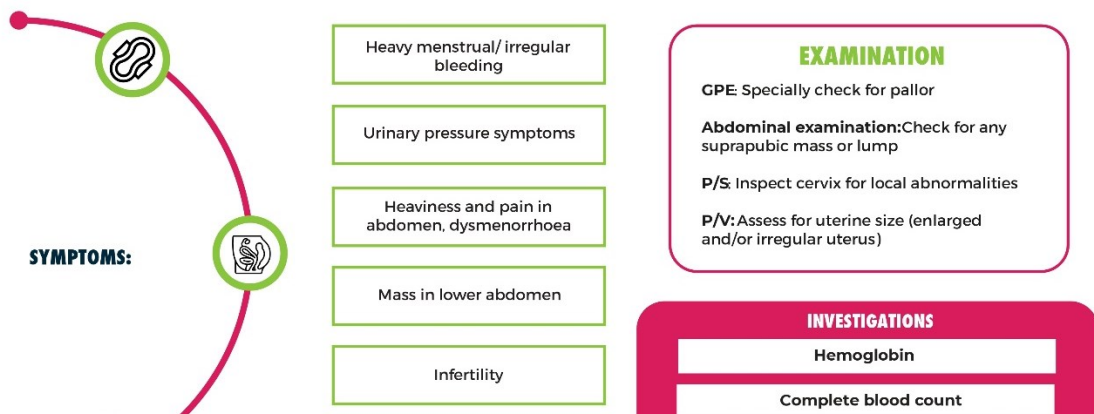 SYMPTOMS:
Heavy menstrual/ irregular
bleeding
Urinary pressure symptoms
Heaviness and pain in
abdomen, dysmenorrhoea
Mass in lower abdomen
Infertility
EXAMINATION
GPE: Specially check for pallor
Abdominal examination:Check for any
suprapubic mass or lump
P/S: Inspect cervix for local abnormalities
P/V: Assess for uterine size (enlarged
and/or irregular uterus)
INVESTIGATIONS
Hemoglobin
Complete blood count